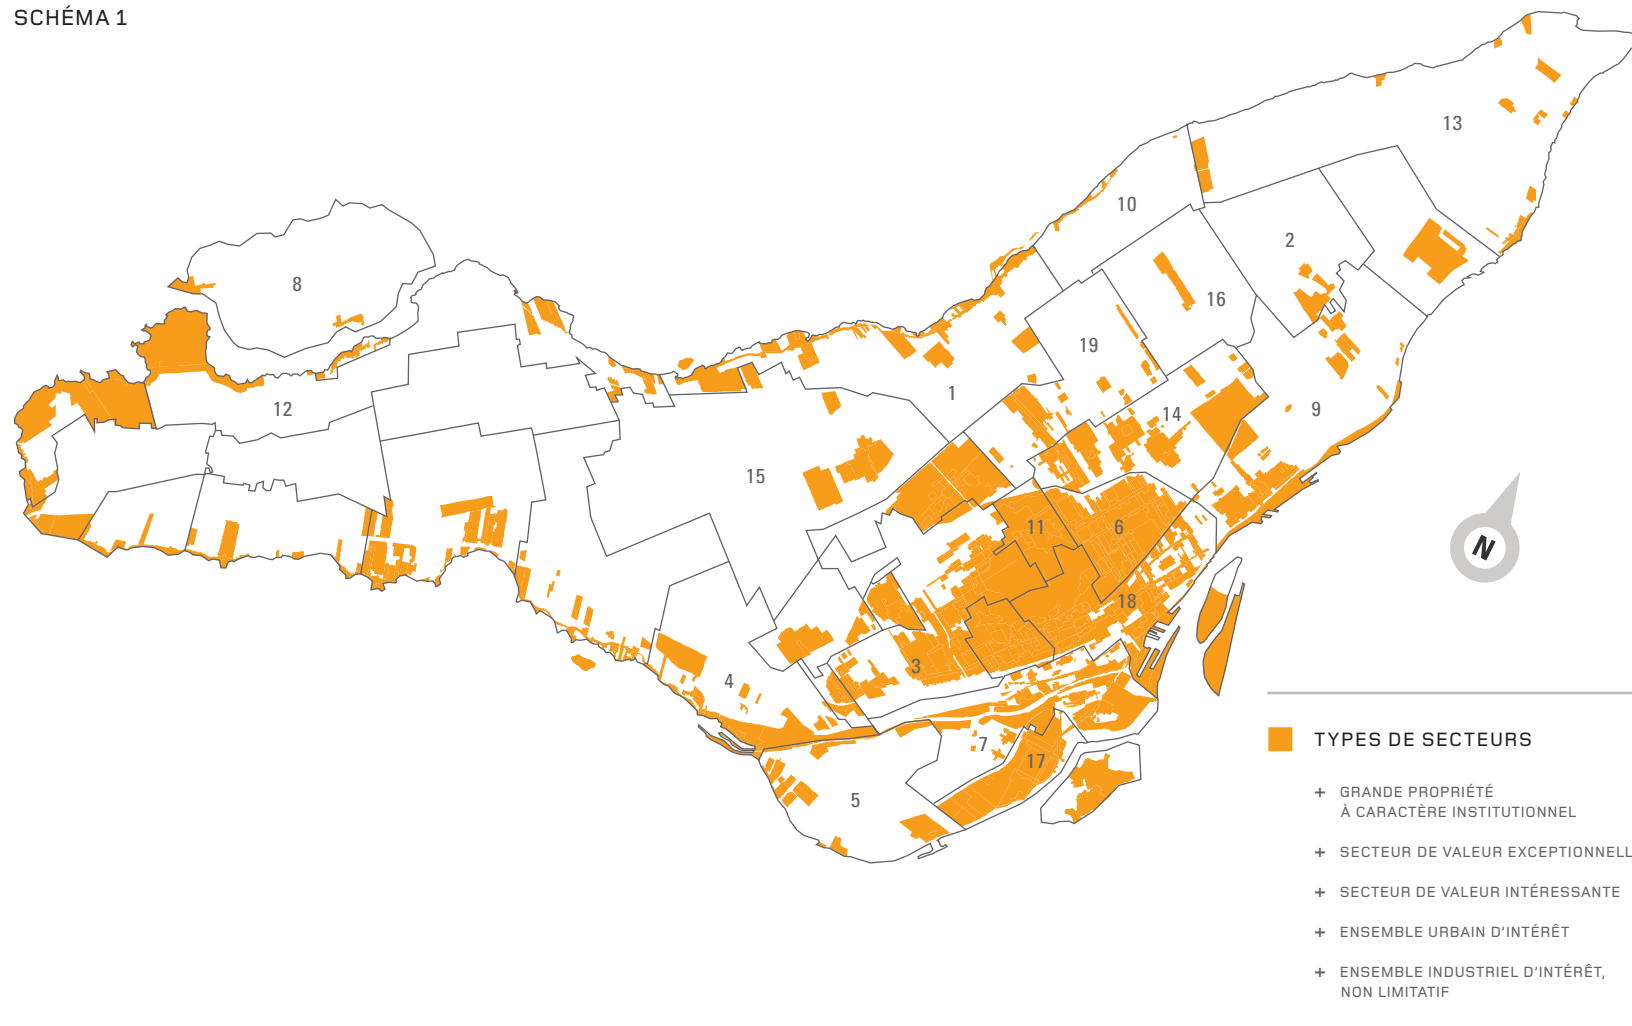 SCHÉMA 1
13
10
2
8
16
19
1
12
14
9
15
11
6
18
3
4
7
17
5
N
TYPES DE SECTEURS
+ GRANDE PROPRIÉTÉ
À CARACTÈRE INSTITUTIONNEL
+ SECTEUR DE VALEUR EXCEPTIONNELL
+ SECTEUR DE VALEUR INTÉRESSANTE
+ ENSEMBLE URBAIN D'INTÉRÊT
+ ENSEMBLE INDUSTRIEL D'INTÉRÊT,
NON LIMITATIF